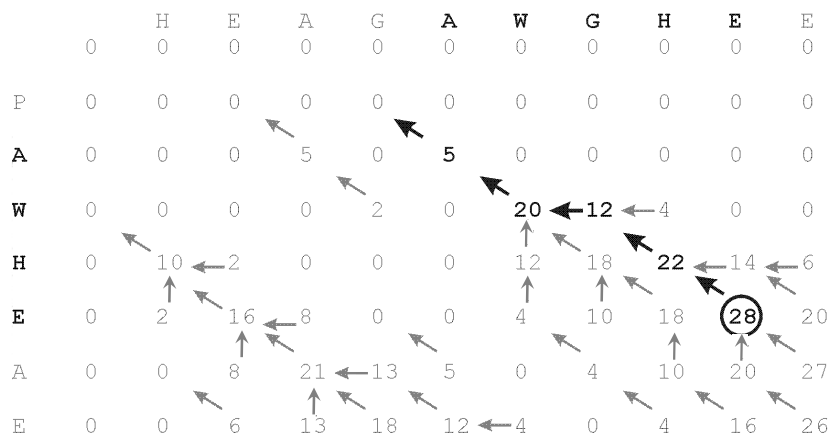 H E A G A W G H E E
0 0 0 0 0 0 0 0 0 0 0
P 0 0 0 0 0 0 0 0 0 0 0
A 0 0 0 5 0 5 0 0 0 0 0
W 0 0 0 0 2 0 20 12 4 0 0
H 0 10 2 0 0 0 12 18 22 14 6
E 0 2 16 8 0 0 4 10 18 28 20
A 0 0 8 21 13 5 0 4 10 20 27
E 0 0 6 13 18 12 4 0 4 16 26